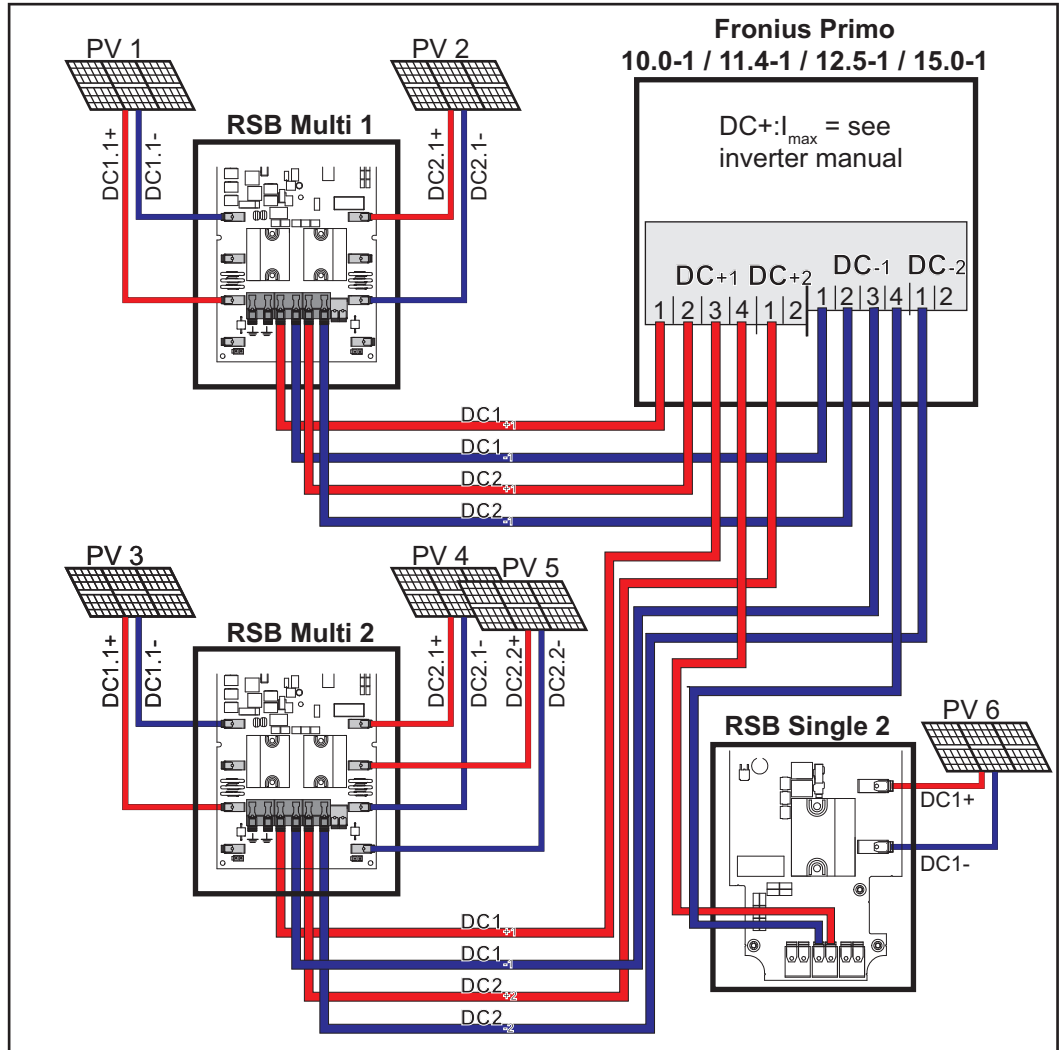 Fronius Primo
10.0-1 / 11.4-1 / 12.5-1 / 15.0-1
DC+:Imax = see
inverter manual
DC+1 DC+2 DC-1 DC-2
1 2 3 4 1 2 1 2 3 4 1 2
PV 1
PV 2
RSB Multi 1
DC1.1+
DC1.1-
DC2.1+
DC2.1-
DC1+1
DC1-1
DC2+1
DC2-1
PV 3
PV 4
PV 5
RSB Multi 2
DC1.1+
DC1.1-
DC2.1+
DC2.1-
DC2.2+
DC2.2-
DC1+1
DC1-1
DC2+2
DC2-2
RSB Single 2
PV 6
DC1+
DC1-